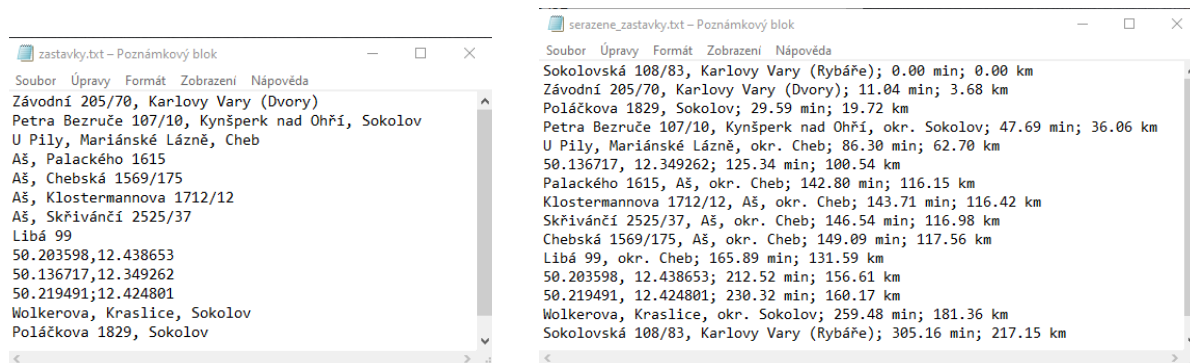 zastavky.txt – Poznámkový blok
Soubor Úpravy Formát Zobrazení Nápověda
Závodní 205/70, Karlovy Vary (Dvory)
Petra Bezruče 107/10, Kynšperk nad Ohří, Sokolov
U Pily, Mariánské Lázně, Cheb
Aš, Palackého 1615
Aš, Chebská 1569/175
Aš, Klostermannova 1712/12
Aš, Skřivánčí 2525/37
Libá 99
50.203598,12.438653
50.136717,12.349262
50.219491;12.424801
Wolkerova, Kraslice, Sokolov
Poláčkova 1829, Sokolov
serazene_zastavky.txt – Poznámkový blok
Soubor Úpravy Formát Zobrazení Nápověda
Sokolovská 108/83, Karlovy Vary (Rybáře); 0.00 min; 0.00 km
Závodní 205/70, Karlovy Vary (Dvory); 11.04 min; 3.68 km
Poláčkova 1829, Sokolov; 29.59 min; 19.72 km
Petra Bezruče 107/10, Kynšperk nad Ohří, okr. Sokolov; 47.69 min; 36.06 km
U Pily, Mariánské Lázně, okr. Cheb; 86.30 min; 62.70 km
50.136717, 12.349262; 125.34 min; 100.54 km
Palackého 1615, Aš, okr. Cheb; 142.80 min; 116.15 km
Klostermannova 1712/12, Aš, okr. Cheb; 143.71 min; 116.42 km
Skřivánčí 2525/37, Aš, okr. Cheb; 146.54 min; 116.98 km
Chebská 1569/175, Aš, okr. Cheb; 149.09 min; 117.56 km
Libá 99, okr. Cheb; 165.89 min; 131.59 km
50.203598, 12.438653; 212.52 min; 156.61 km
50.219491, 12.424801; 230.32 min; 160.17 km
Wolkerova, Kraslice, okr. Sokolov; 259.48 min; 181.36 km
Sokolovská 108/83, Karlovy Vary (Rybáře); 305.16 min; 217.15 km